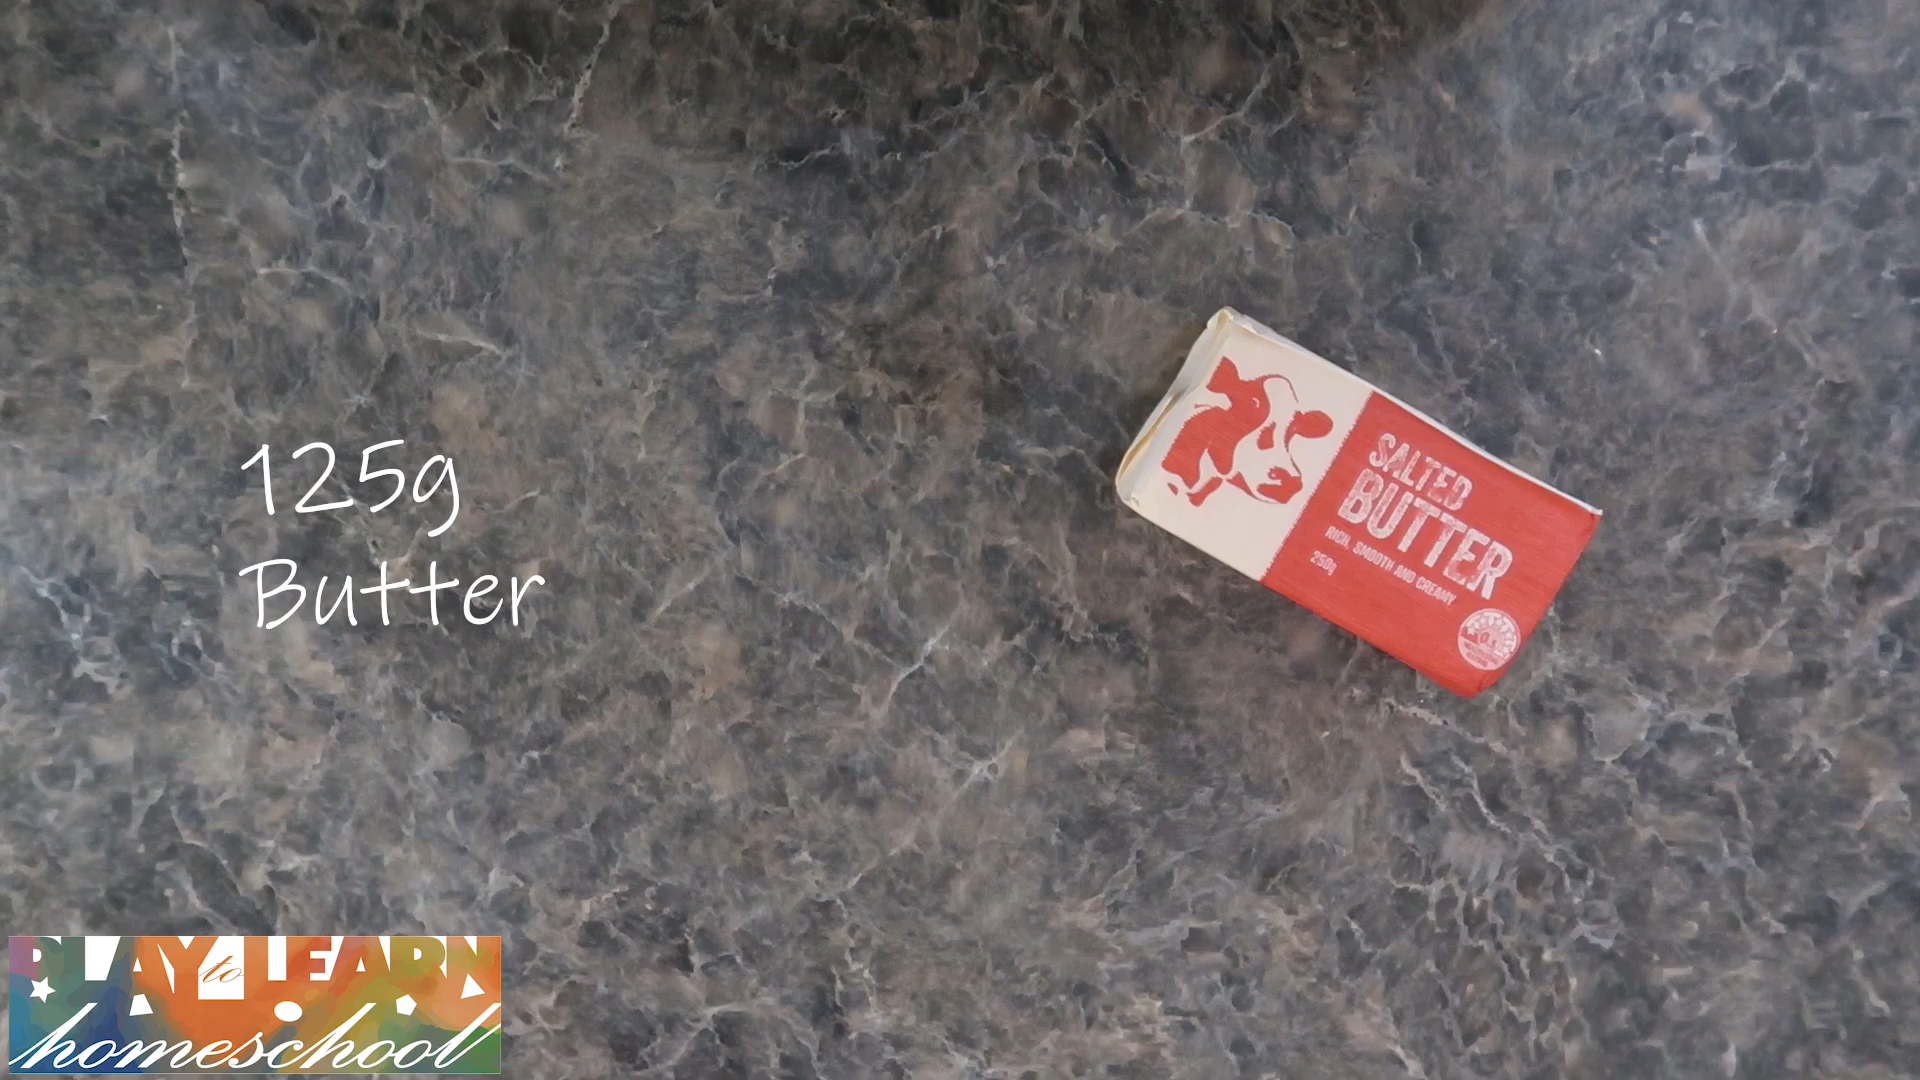 125g
Butter
SALTED
BUTTER
RICH, SMOOTH AND CREAMY
250g
PLAY to LEARN
homeschool